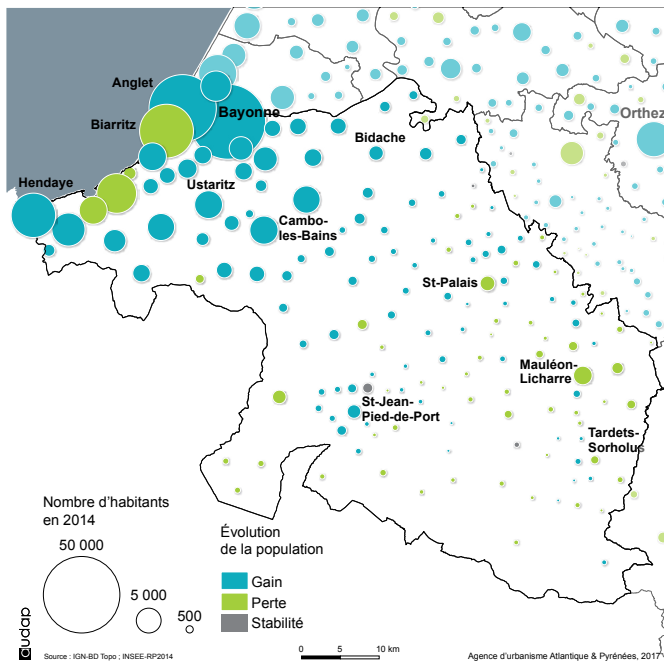 Anglet
Bayonne
Biarritz
Bidache
Orthez
Hendaye
Ustaritz
Cambo-
les-Bains
St-Palais
Mauléon-
Licharre
St-Jean-
Pied-de-Port
Tardets-
Sorholus
Nombre d'habitants
en 2014
50 000
5 000
500
Évolution
de la population
Gain
Perte
Stabilité
audap
Source : IGN-BD Topo ; INSEE-RP2014
0 5 10 km
Agence d'urbanisme Atlantique & Pyrénées, 2017